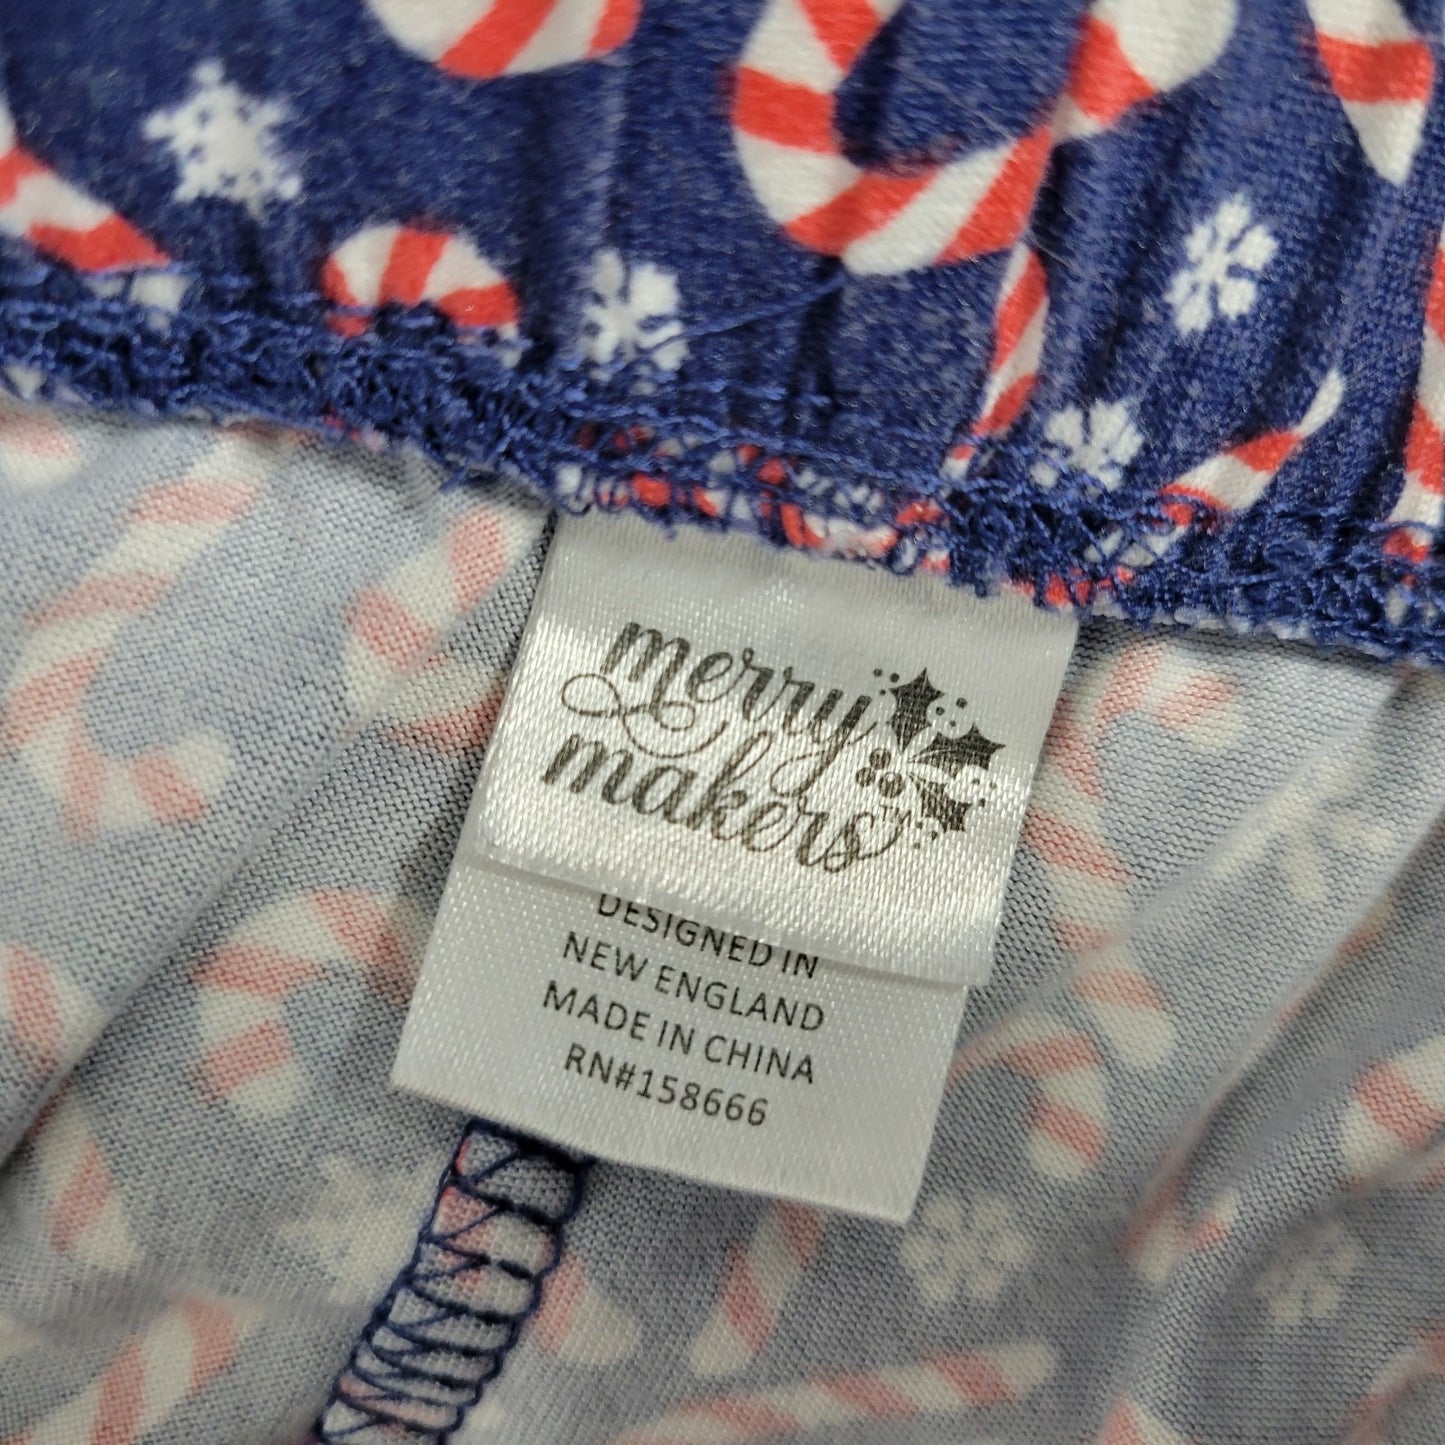 merry
makers
DESIGNED IN
NEW ENGLAND
MADE IN CHINA
RN#158666